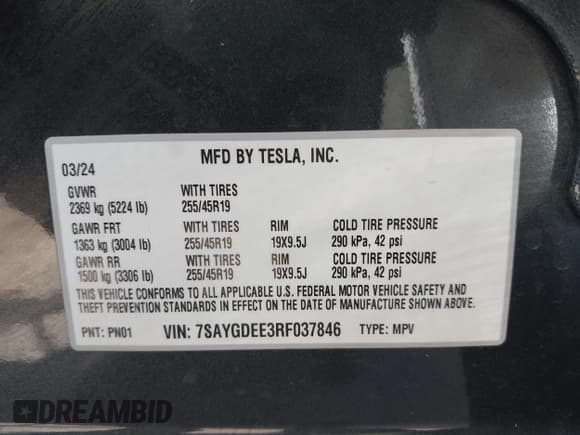 MFD BY TESLA, INC.
03/24
GVWR WITH TIRES
2369 kg (5224 lb) 255/45R19
GAWR FRT WITH TIRES RIM COLD TIRE PRESSURE
1363 kg (3004 lb) 255/45R19 19X9.5J 290 kPa, 42 psi
GAWR RR WITH TIRES RIM COLD TIRE PRESSURE
1500 kg (3306 lb) 255/45R19 19X9.5J 290 kPa, 42 psi
THIS VEHICLE CONFORMS TO ALL APPLICABLE U.S. FEDERAL MOTOR VEHICLE SAFETY AND
THEFT PREVENTION STANDARDS IN EFFECT ON THE DATE OF MANUFACTURE SHOWN ABOVE.
PNT: PN01 VIN: 7SAYGDEE3RF037846 TYPE: MPV
DREAMBID